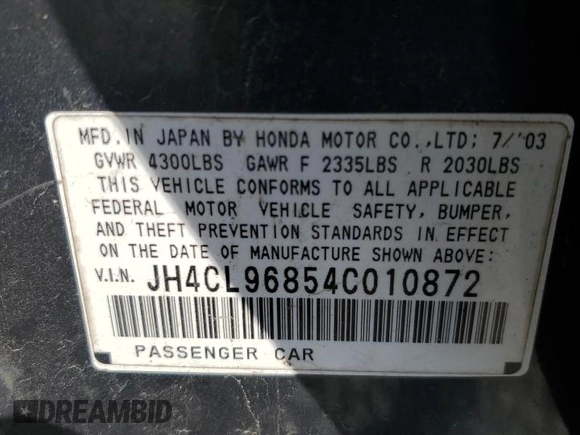 MFD. IN JAPAN BY HONDA MOTOR CO.,LTD: 7/'03
GVWR 4300LBS GAWR F 2335LBS R 2030LBS
THIS VEHICLE CONFORMS TO ALL APPLICABLE
FEDERAL MOTOR VEHICLE SAFETY, BUMPER,
AND THEFT PREVENTION STANDARDS IN EFFECT
ON THE DATE OF MANUFACTURE SHOWN ABOVE:
V.I.N. JH4CL96854C010872
PASSENGER CAR
DREAMBID